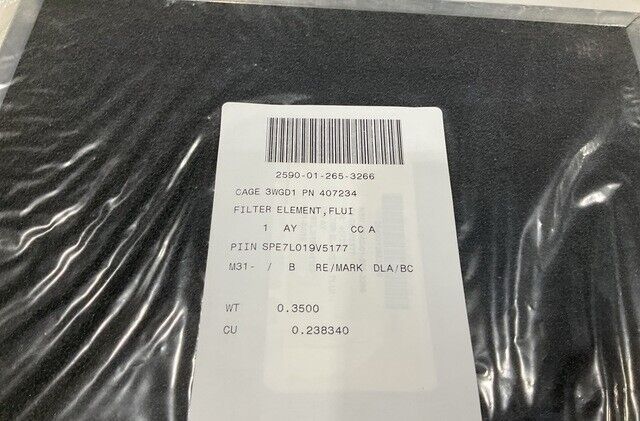 2590-01-265-3266
CAGE 3WGD1 PN 407234
FILTER ELEMENT,FLUI
1 AY CC A
PIIN SPE7L019V5177
M31- / B RE/MARK DLA/BC
WT 0.3500
CU 0.238340